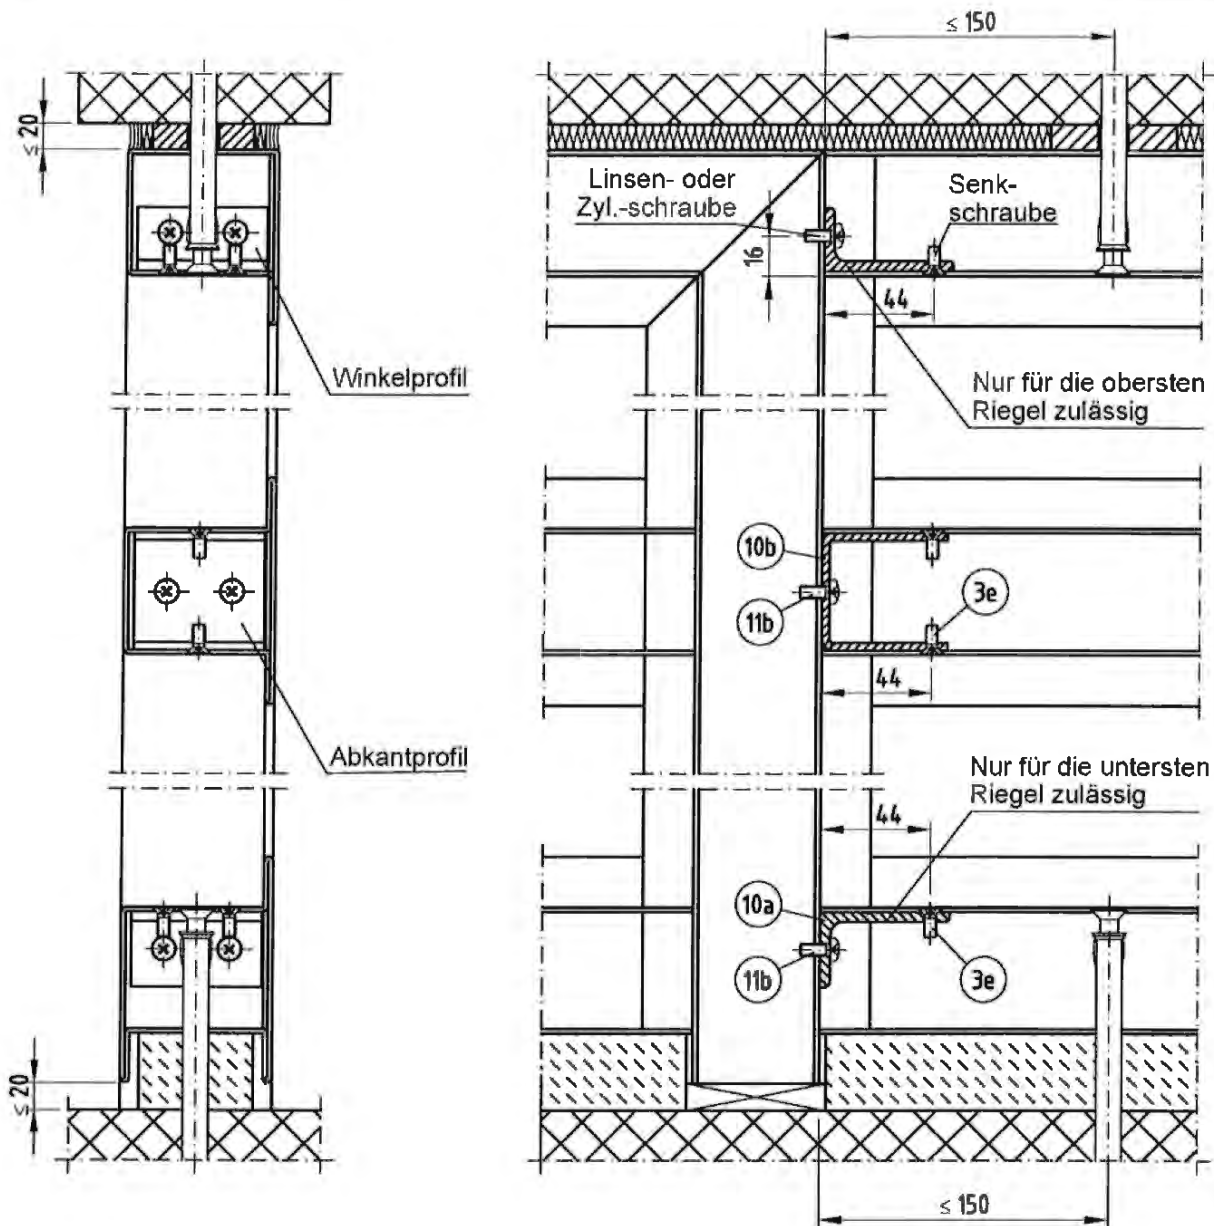 ≤ 150
≤ 20
Linsen- oder
Zyl.-schraube
Senk-
schraube
16
44
Winkelprofil
Nur für die obersten
Riegel zulässig
10b
11b
3e
44
Abkantprofil
Nur für die untersten
Riegel zulässig
44
10a
11b
3e
≤ 20
≤ 150